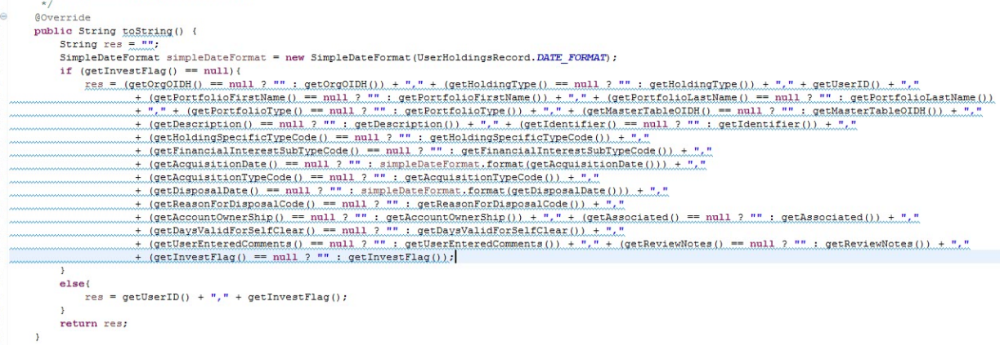 */
@Override
public String toString() {
String res = "";
SimpleDateFormat simpleDateFormat = new SimpleDateFormat(UserHoldingsRecord.DATE_FORMAT);
if (getInvestFlag() == null){
res = (getOrgOIDH() == null ? "" : getOrgOIDH()) + "," + (getHoldingType() == null ? "" : getHoldingType()) + "," + getUserID() + ","
+ (getPortfolioFirstName() == null ? "" : getPortfolioFirstName()) + "," + (getPortfolioLastName() == null ? "" : getPortfolioLastName())
+ "," + (getPortfolioType() == null ? "" : getPortfolioType()) + "," + (getMasterTableOIDH() == null ? "" : getMasterTableOIDH()) + ","
+ (getDescription() == null ? "" : getDescription()) + "," + (getIdentifier() == null ? "" : getIdentifier()) + ","
+ (getHoldingSpecificTypeCode() == null ? "" : getHoldingSpecificTypeCode()) + ","
+ (getFinancialInterestSubTypeCode() == null ? "" : getFinancialInterestSubTypeCode()) + ","
+ (getAcquisitionDate() == null ? "" : simpleDateFormat.format(getAcquisitionDate())) + ","
+ (getAcquisitionTypeCode() == null ? "" : getAcquisitionTypeCode()) + ","
+ (getDisposalDate() == null ? "" : simpleDateFormat.format(getDisposalDate())) + ","
+ (getReasonForDisposalCode() == null ? "" : getReasonForDisposalCode()) + ","
+ (getAccountOwnerShip() == null ? "" : getAccountOwnerShip()) + "," + (getAssociated() == null ? "" : getAssociated()) + ","
+ (getDaysValidForSelfClear() == null ? "" : getDaysValidForSelfClear()) + ","
+ (getUserEnteredComments() == null ? "" : getUserEnteredComments()) + "," + (getReviewNotes() == null ? "" : getReviewNotes()) + ","
+ (getInvestFlag() == null ? "" : getInvestFlag());
}
else{
res = getUserID() + "," + getInvestFlag();
}
return res;
}